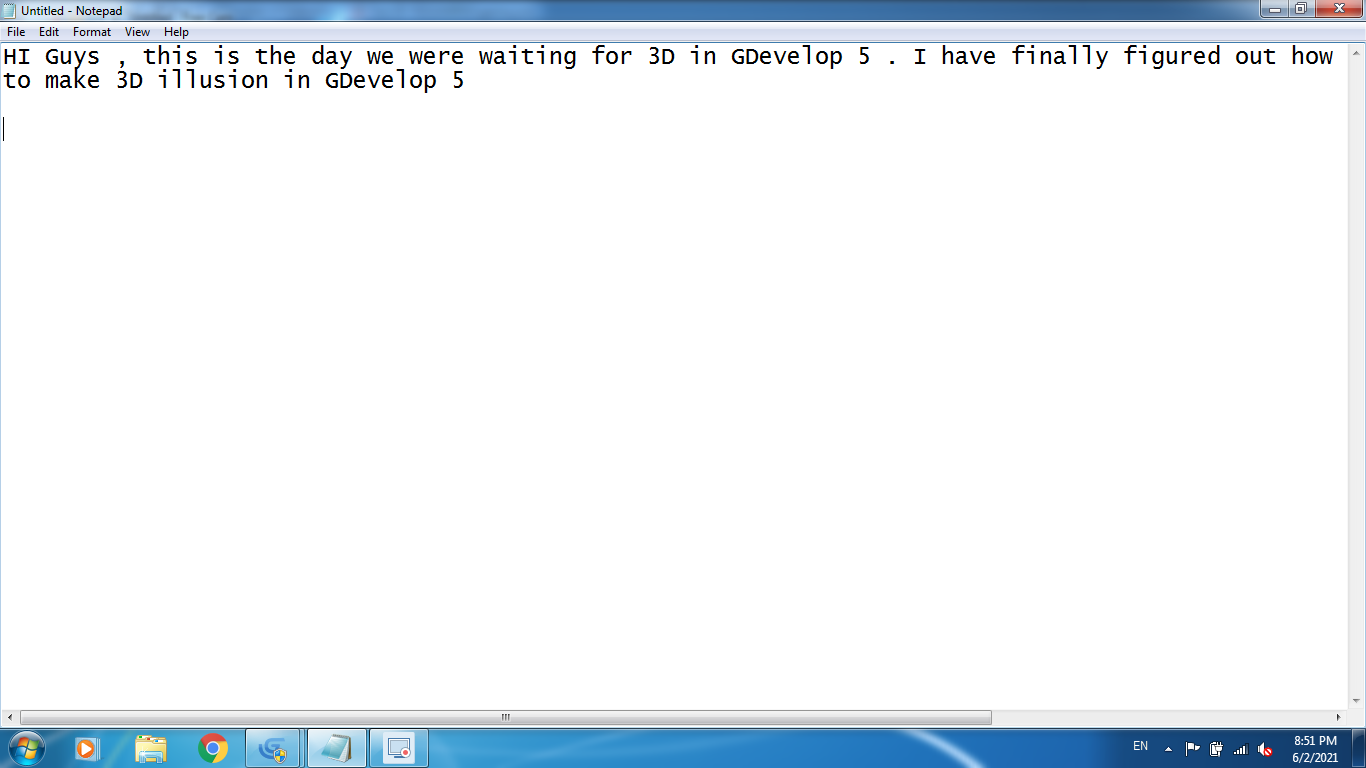 Untitled - Notepad
File Edit Format View Help
HI Guys , this is the day we were waiting for 3D in GDevelop 5 . I have finally figured out how
to make 3D illusion in GDevelop 5
EN
8:51 PM
6/2/2021